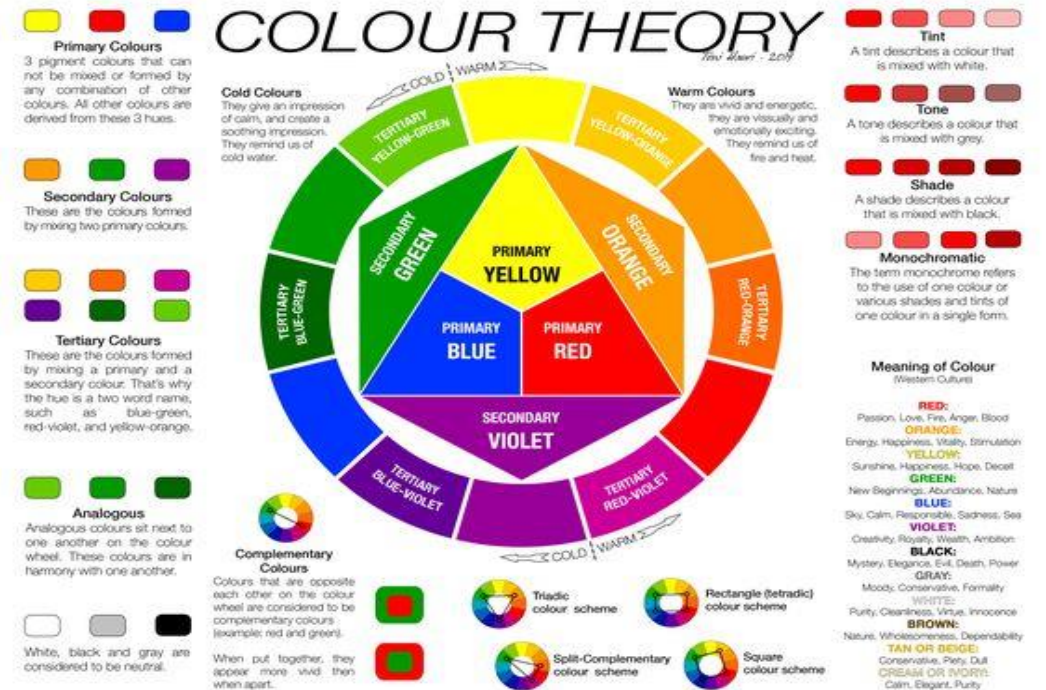 COLOUR THEORY
Primary Colours
3 pigment colours that can
not be mixed or formed by
any combination of other
colours. All other colours are
derived from these 3 hues.
Secondary Colours
These are the colours formed
by mixing two primary colours.
Tertiary Colours
These are the colours formed
by mixing a primary and a
secondary colour. That's why
the hue is a two word name,
such as blue-green,
red-violet, and yellow-orange.
Analogous
Analogous colours sit next to
one another on the colour
wheel. These colours are in
harmony with one another.
White, black and gray are
considered to be neutral.
Cold Colours
They give an impression
of calm, and create a
soothing impression.
They remind us of
cold water.
COLD WARM
Warm Colours
They are vivid and energetic,
they are vissually and
emotionally exciting.
They remind us of
fire and heat.
TERTIARY
YELLOW-GREEN
TERTIARY
YELLOW-ORANGE
SECONDARY
GREEN
PRIMARY
YELLOW
SECONDARY
ORANGE
TERTIARY
BLUE-GREEN
PRIMARY
BLUE
PRIMARY
RED
TERTIARY
RED-ORANGE
SECONDARY
VIOLET
TERTIARY
BLUE-VIOLET
TERTIARY
RED-VIOLET
COLD WARM
Complementary
Colours
Colours that are opposite
each other on the colour
wheel are considered to be
complementary colours
(example: red and green).
When put together, they
appear more vivid then
when apart.
Triadic
colour scheme
Rectangle (tetradic)
colour scheme
Split-Complementary
colour scheme
Square
colour scheme
Tint
A tint describes a colour that
is mixed with white.
Tone
A tone describes a colour that
is mixed with grey.
Shade
A shade describes a colour
that is mixed with black.
Monochromatic
The term monochrome refers
to the use of one colour or
various shades and tints of
one colour in a single form.
Meaning of Colour
(Western Culture)
RED:
Passion, Love, Fire, Anger, Blood
ORANGE:
Energy, Happiness, Vitality, Stimulation
YELLOW:
Sunshine, Happiness, Hope, Deceit
GREEN:
New Beginnings, Abundance, Nature
BLUE:
Sky, Calm, Responsible, Sadness, Sea
VIOLET:
Creativity, Royalty, Wealth, Ambition
BLACK:
Mystery, Elegance, Evil, Death, Power
GRAY:
Moody, Conservative, Formality
WHITE:
Purity, Cleanliness, Virtue, Innocence
BROWN:
Nature, Wholesomeness, Dependability
TAN OR BEIGE:
Conservative, Piety, Dull
CREAM OR IVORY:
Calm, Elegant, Purity